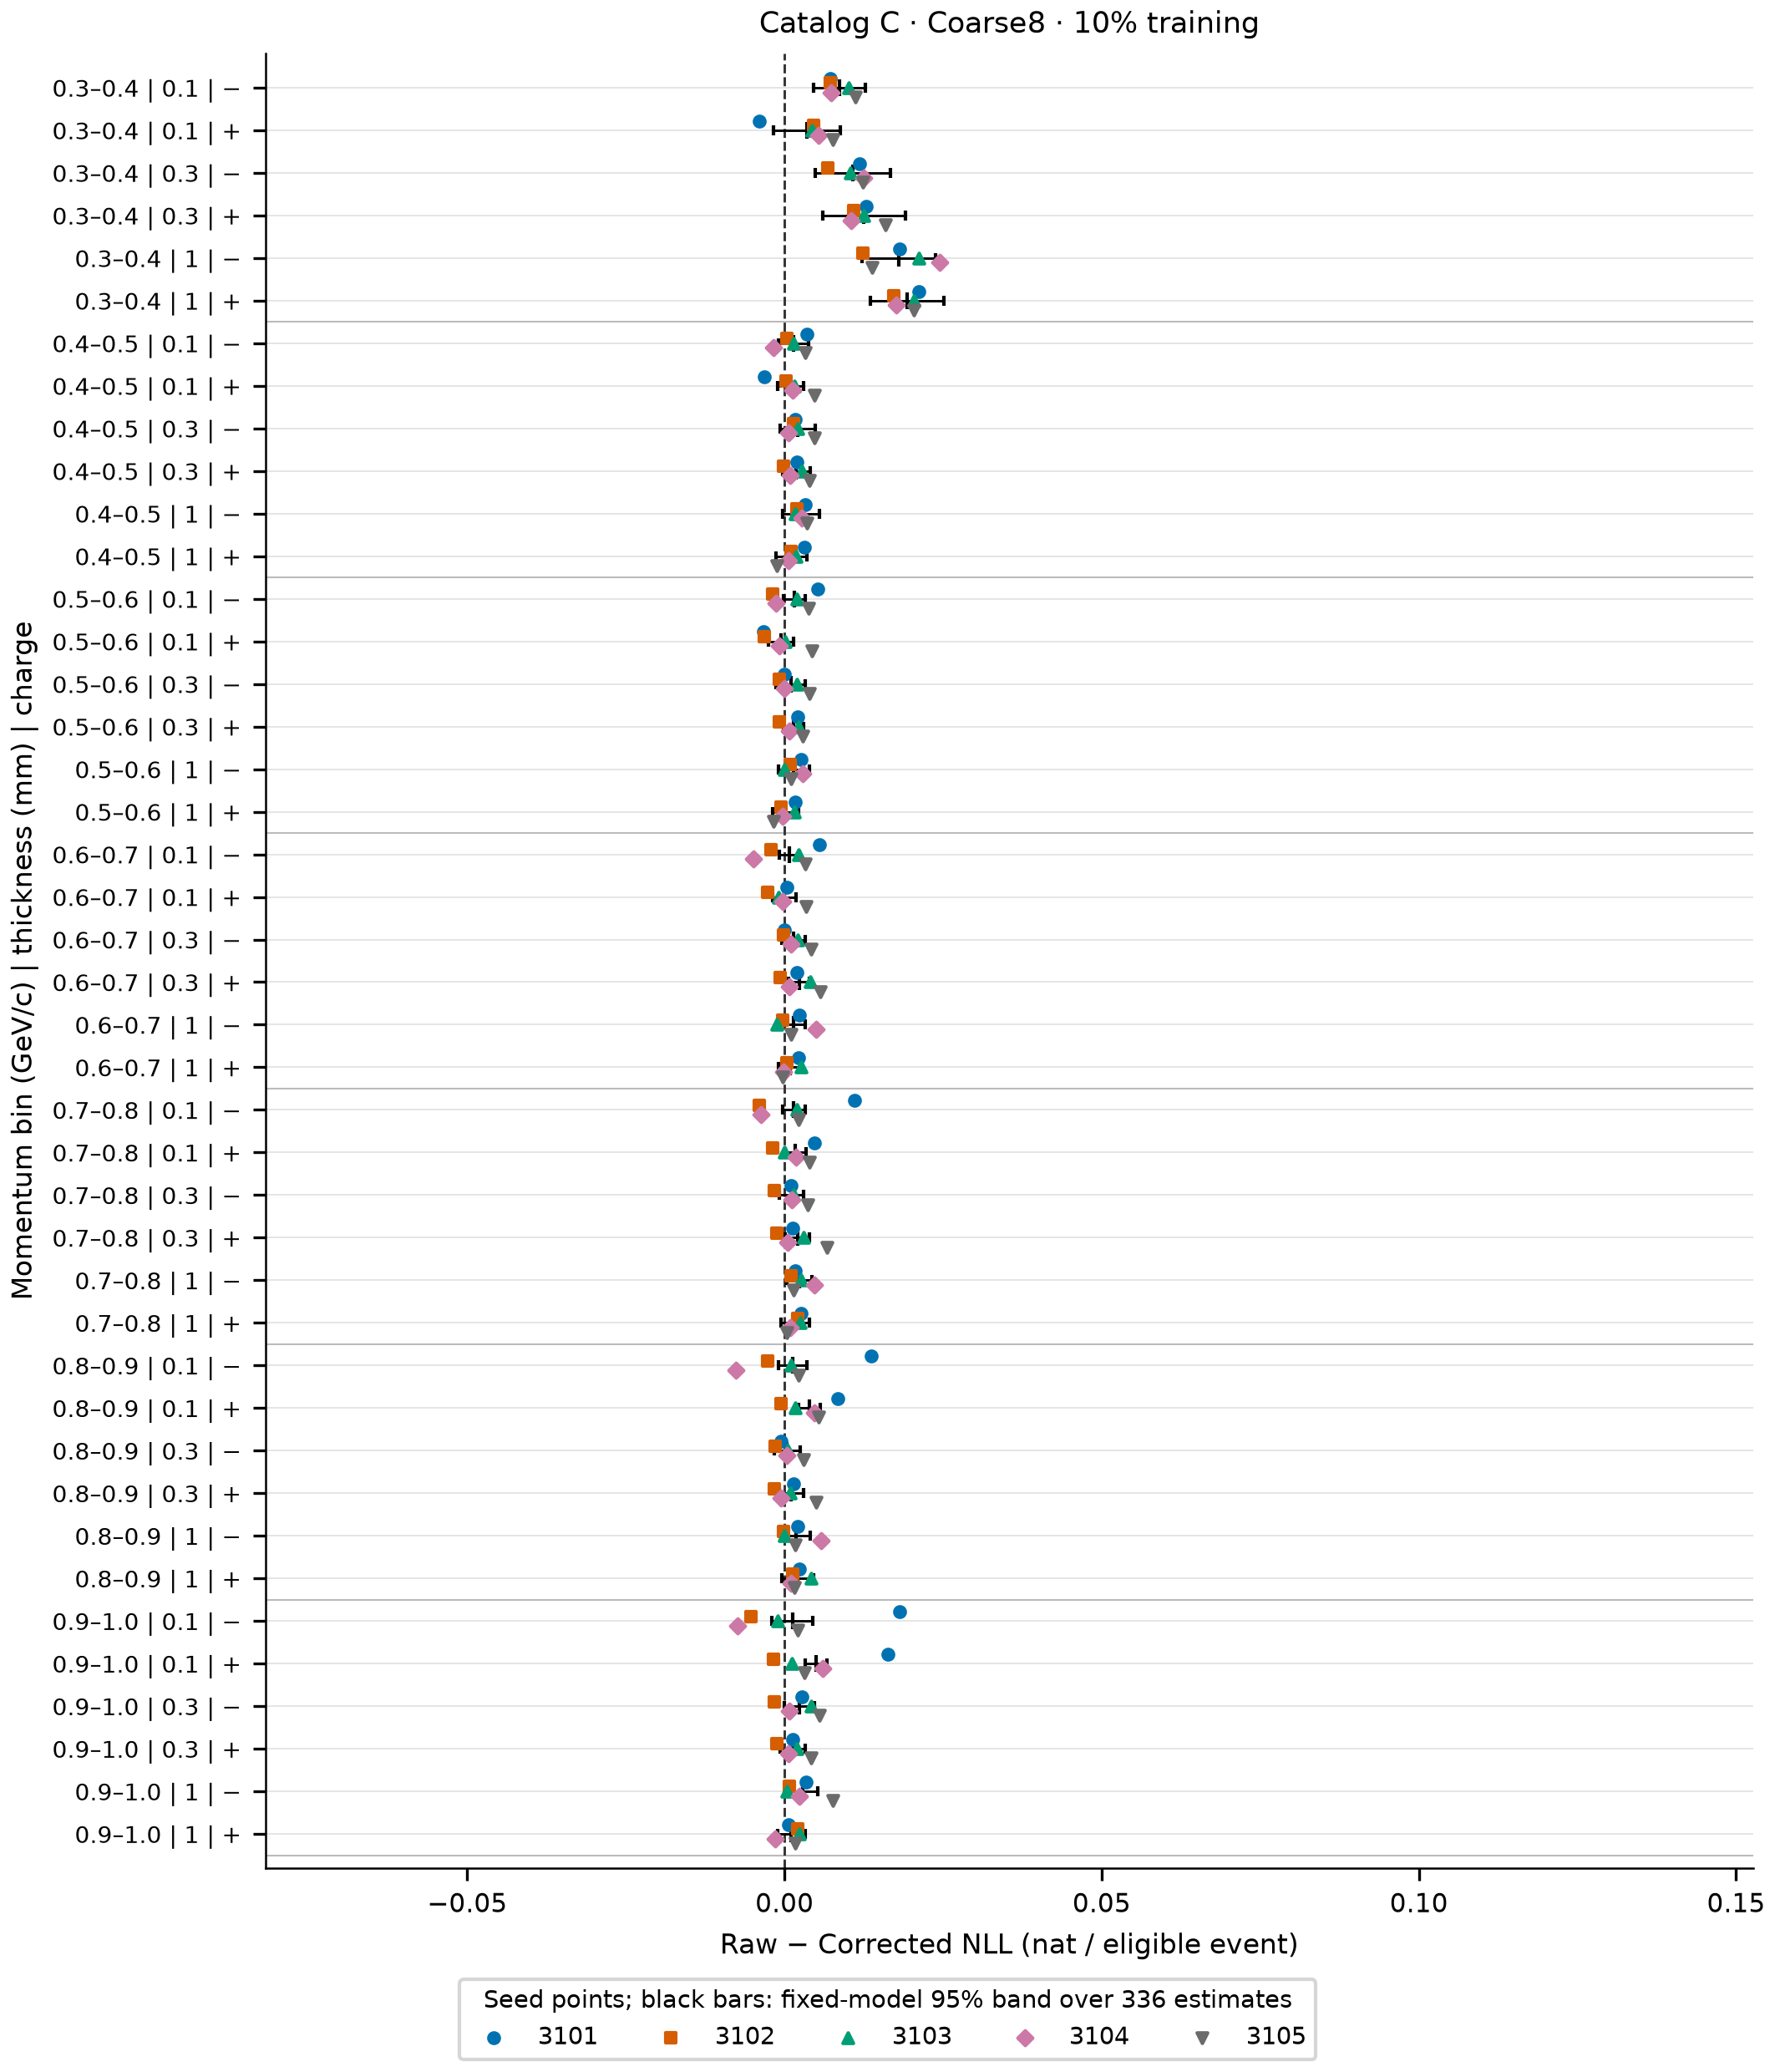 Catalog C · Coarse8 · 10% training
0.3–0.4 | 0.1 | −
0.3–0.4 | 0.1 | +
0.3–0.4 | 0.3 | −
0.3–0.4 | 0.3 | +
0.3–0.4 | 1 | −
0.3–0.4 | 1 | +
0.4–0.5 | 0.1 | −
0.4–0.5 | 0.1 | +
0.4–0.5 | 0.3 | −
0.4–0.5 | 0.3 | +
0.4–0.5 | 1 | −
0.4–0.5 | 1 | +
0.5–0.6 | 0.1 | −
0.5–0.6 | 0.1 | +
0.5–0.6 | 0.3 | −
0.5–0.6 | 0.3 | +
0.5–0.6 | 1 | −
0.5–0.6 | 1 | +
0.6–0.7 | 0.1 | −
0.6–0.7 | 0.1 | +
0.6–0.7 | 0.3 | −
0.6–0.7 | 0.3 | +
0.6–0.7 | 1 | −
0.6–0.7 | 1 | +
0.7–0.8 | 0.1 | −
0.7–0.8 | 0.1 | +
0.7–0.8 | 0.3 | −
0.7–0.8 | 0.3 | +
0.7–0.8 | 1 | −
0.7–0.8 | 1 | +
0.8–0.9 | 0.1 | −
0.8–0.9 | 0.1 | +
0.8–0.9 | 0.3 | −
0.8–0.9 | 0.3 | +
0.8–0.9 | 1 | −
0.8–0.9 | 1 | +
0.9–1.0 | 0.1 | −
0.9–1.0 | 0.1 | +
0.9–1.0 | 0.3 | −
0.9–1.0 | 0.3 | +
0.9–1.0 | 1 | −
0.9–1.0 | 1 | +
Momentum bin (GeV/c) | thickness (mm) | charge
−0.05 0.00 0.05 0.10 0.15
Raw − Corrected NLL (nat / eligible event)
Seed points; black bars: fixed-model 95% band over 336 estimates
3101 3102 3103 3104 3105